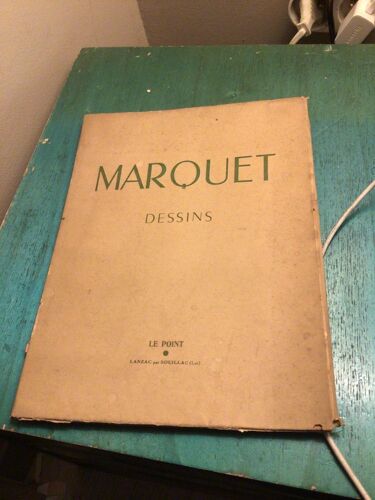 MARQUET
DESSINS
LE POINT
LANZAC par SOUILLAC (Lot)